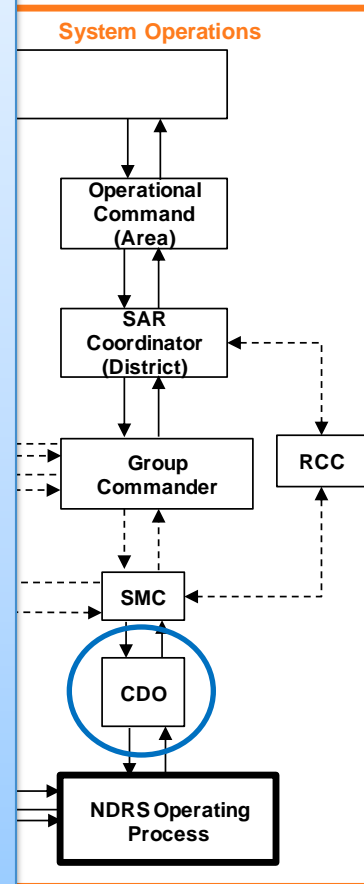 System Operations
Operational
Command
(Area)
SAR
Coordinator
(District)
Group
Commander
RCC
SMC
CDO
NDRS Operating
Process